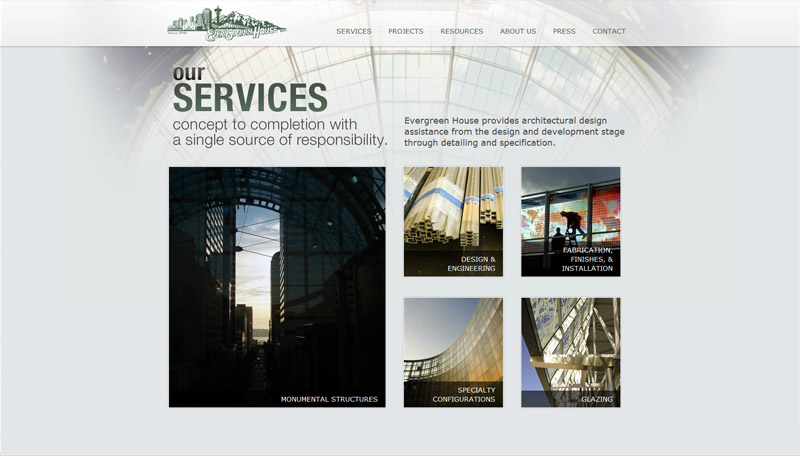 EVERGREEN HOUSE
SERVICES
PROJECTS
RESOURCES
ABOUT US
PRESS
CONTACT
our
SERVICES
concept to completion with
a single source of responsibility.
Evergreen House provides architectural design
assistance from the design and development stage
through detailing and specification.
MONUMENTAL STRUCTURES
DESIGN &
ENGINEERING
FABRICATION,
FINISHES, &
INSTALLATION
SPECIALTY
CONFIGURATIONS
GLAZING